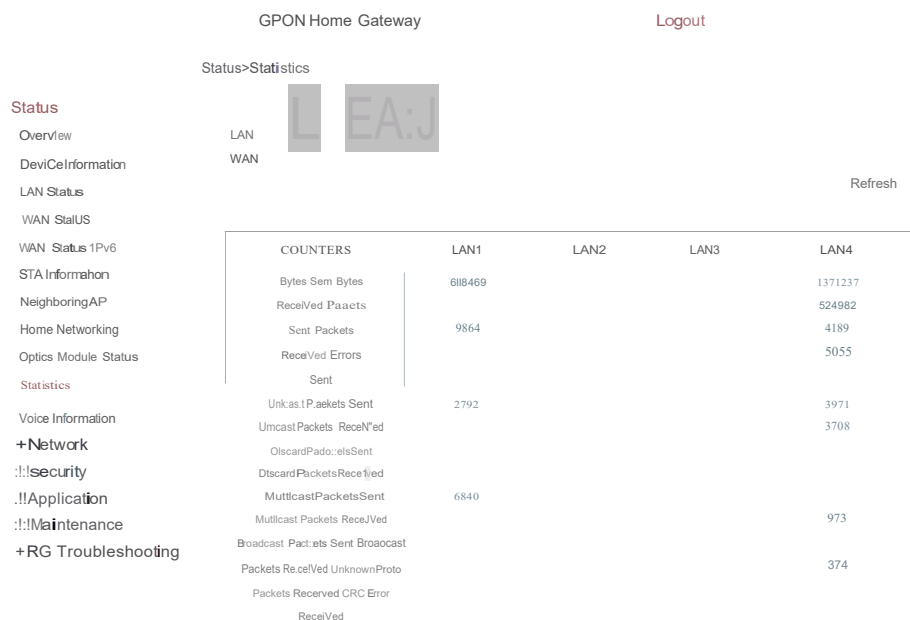 GPON Home Gateway Logout
Status>Statistics
L EA:J
Status
Overvlew
LAN
DeviCeInformation
WAN
LAN Status
Refresh
WAN StalUS
WAN Status 1Pv6
COUNTERS LAN1 LAN2 LAN3 LAN4
STA Informahon
Bytes Sem Bytes 6II8469 1371237
NeighboringAP
ReceiVed Paaets 524982
Home Networking
Sent Packets 9864 4189
Optics Module Status
ReceiVed Errors 5055
Statistics
Sent
Unk:as.t P.aekets Sent 2792 3971
Voice Information
Umcast Packets ReceN"ed 3708
+Network
OlscardPado::elsSent
:!:!security
DtscardPacketsRece1ved
.!!Application
MuttlcastPacketsSent 6840
:!:!Maintenance
Mutllcast Packets ReceJVed 973
Broadcast Pact::ets Sent Broaocast
+RG Troubleshooting
Packets Re.ce!Ved UnknownProto 374
Packets Recerved CRC Error
ReceiVed